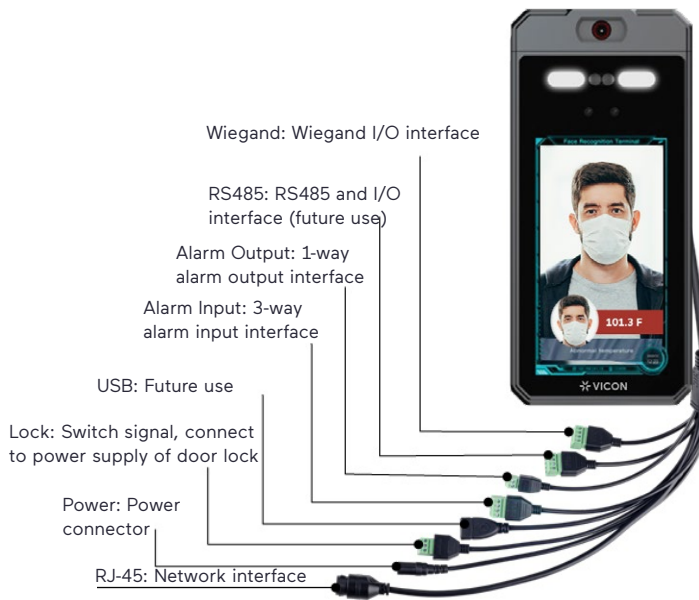 Wiegand: Wiegand I/O interface
RS485: RS485 and I/O
interface (future use)
Alarm Output: 1-way
alarm output interface
Alarm Input: 3-way
alarm input interface
USB: Future use
Lock: Switch signal, connect
to power supply of door lock
Power: Power
connector
RJ-45: Network interface
Face Recognition Terminal
101.3 F
Abnormal temperature
VICON